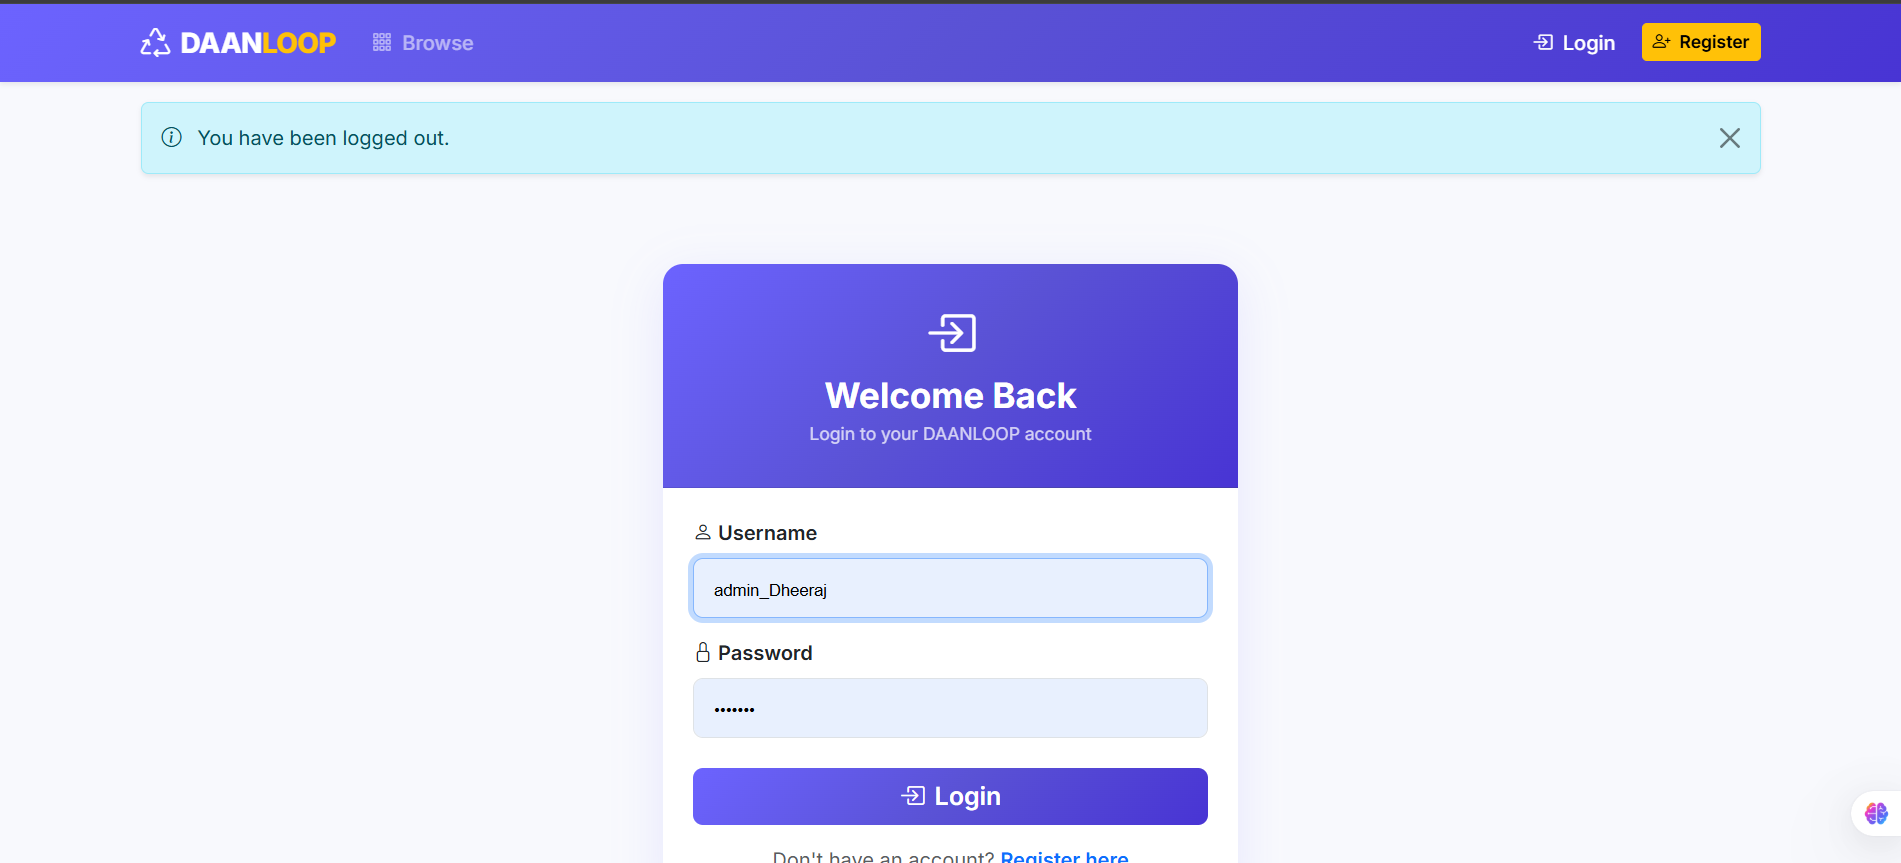 DAANLOOP Browse Login Register
You have been logged out.
Welcome Back
Login to your DAANLOOP account
Username
admin_Dheeraj
Password
•••••••
Login
Don't have an account? Register here